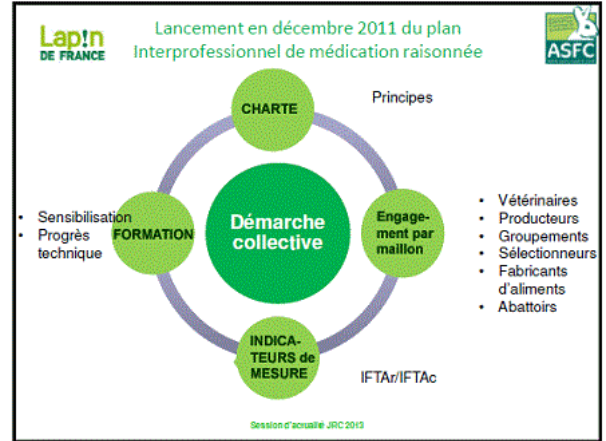 Lap!n
DE FRANCE
Lancement en décembre 2011 du plan
Interprofessionnel de médication raisonnée
ASFC
CHARTE
Principes
• Sensibilisation
• Progrès
technique
FORMATION
Démarche
collective
Engage-
ment par
maillon
• Vétérinaires
• Producteurs
• Groupements
• Sélectionneurs
• Fabricants
d'aliments
• Abattoirs
INDICA-
TEURS de
MESURE
IFTAr/IFTAc
Session d'acrualité JRC 2013